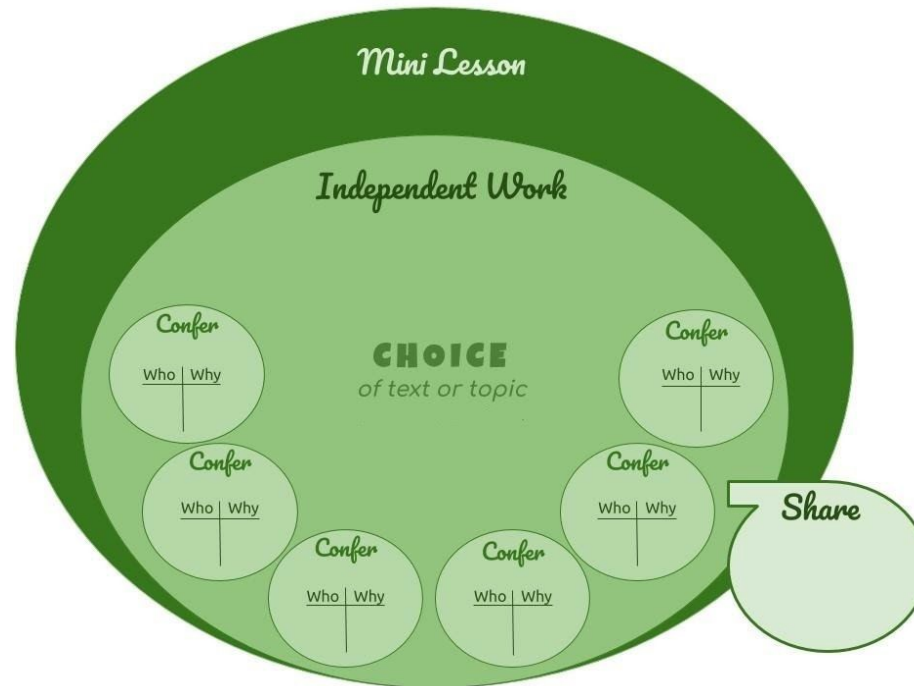 Mini Lesson
Independent Work
CHOICE
of text or topic
Confer
Who Why
Confer
Who Why
Confer
Who Why
Confer
Who Why
Confer
Who Why
Confer
Who Why
Share